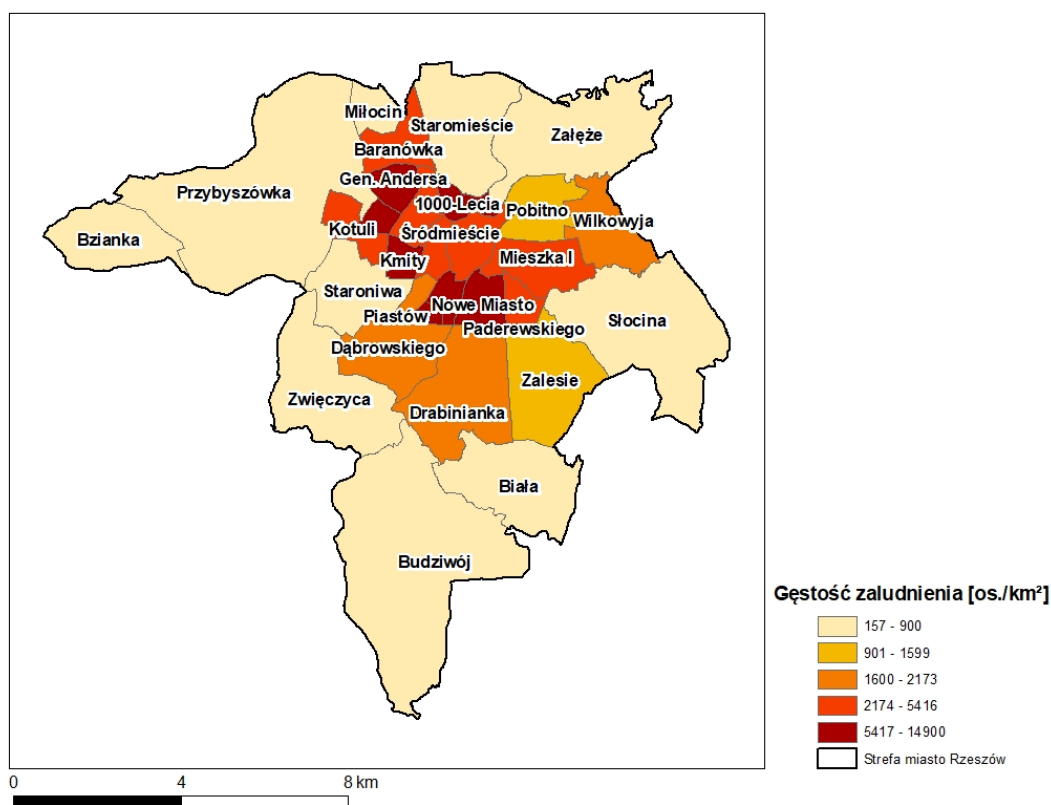 Miłocin
Staromieście
Załęże
Baranówka
Gen. Andersa
Przybyszówka
1000-Lecia
Pobitno
Wilkowyja
Kotuli
Śródmieście
Bzianka
Kmity
Mieszka I
Staroniwa
Nowe Miasto
Piastów
Słocina
Paderewskiego
Dąbrowskiego
Zalesie
Zwięczyca
Drabinianka
Biała
Budziwój
Gęstość zaludnienia [os./km²]
157 - 900
901 - 1599
1600 - 2173
2174 - 5416
5417 - 14900
Strefa miasto Rzeszów
0 4 8 km